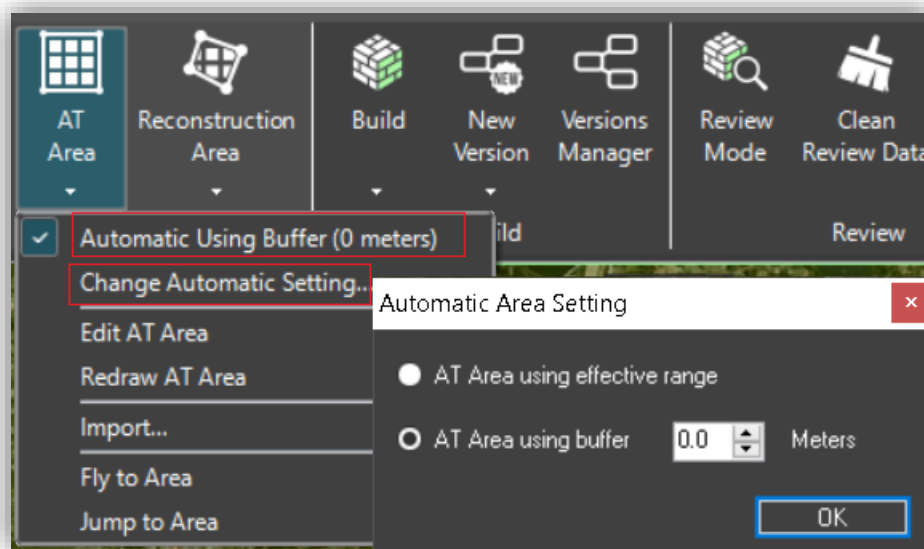 AT Area
Reconstruction Area
Build
New Version
NEW
Versions Manager
Review Mode
Clean Review Data
ild
Review
Automatic Using Buffer (0 meters)
Change Automatic Setting...
Edit AT Area
Redraw AT Area
Import...
Fly to Area
Jump to Area
Automatic Area Setting
AT Area using effective range
AT Area using buffer 0.0 Meters
OK